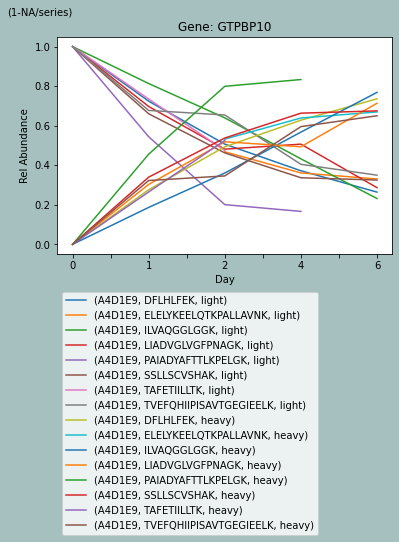 (1-NA/series)
Gene: GTPBP10
1.0
0.8
0.6
0.4
0.2
0.0
Rel Abundance
0 1 2 4 6
Day
(A4D1E9, DFLHLFEK, light)
(A4D1E9, ELELYKEELQTKPALLAVNK, light)
(A4D1E9, ILVAQGGLGGK, light)
(A4D1E9, LIADVGLVGFPNAGK, light)
(A4D1E9, PAIADYAFTTLKPELGK, light)
(A4D1E9, SSLLSCVSHAK, light)
(A4D1E9, TAFETIILLTK, light)
(A4D1E9, TVEFQHIIPISAVTGEGIEELK, light)
(A4D1E9, DFLHLFEK, heavy)
(A4D1E9, ELELYKEELQTKPALLAVNK, heavy)
(A4D1E9, ILVAQGGLGGK, heavy)
(A4D1E9, LIADVGLVGFPNAGK, heavy)
(A4D1E9, PAIADYAFTTLKPELGK, heavy)
(A4D1E9, SSLLSCVSHAK, heavy)
(A4D1E9, TAFETIILLTK, heavy)
(A4D1E9, TVEFQHIIPISAVTGEGIEELK, heavy)